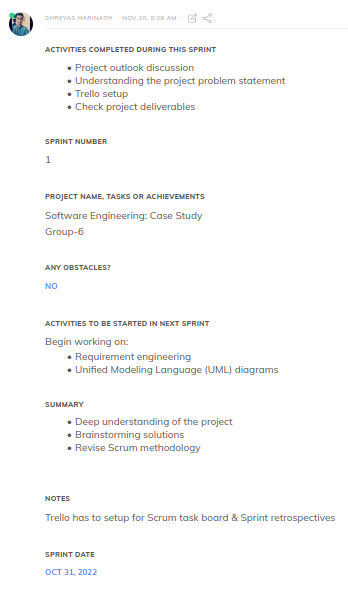 SHREYAS HARINATH | NOV 20, 8:26 AM
ACTIVITIES COMPLETED DURING THIS SPRINT
• Project outlook discussion
• Understanding the project problem statement
• Trello setup
• Check project deliverables
SPRINT NUMBER
1
PROJECT NAME, TASKS OR ACHIEVEMENTS
Software Engineering: Case Study
Group-6
ANY OBSTACLES?
NO
ACTIVITIES TO BE STARTED IN NEXT SPRINT
Begin working on:
• Requirement engineering
• Unified Modeling Language (UML) diagrams
SUMMARY
• Deep understanding of the project
• Brainstorming solutions
• Revise Scrum methodology
NOTES
Trello has to setup for Scrum task board & Sprint retrospectives
SPRINT DATE
OCT 31, 2022